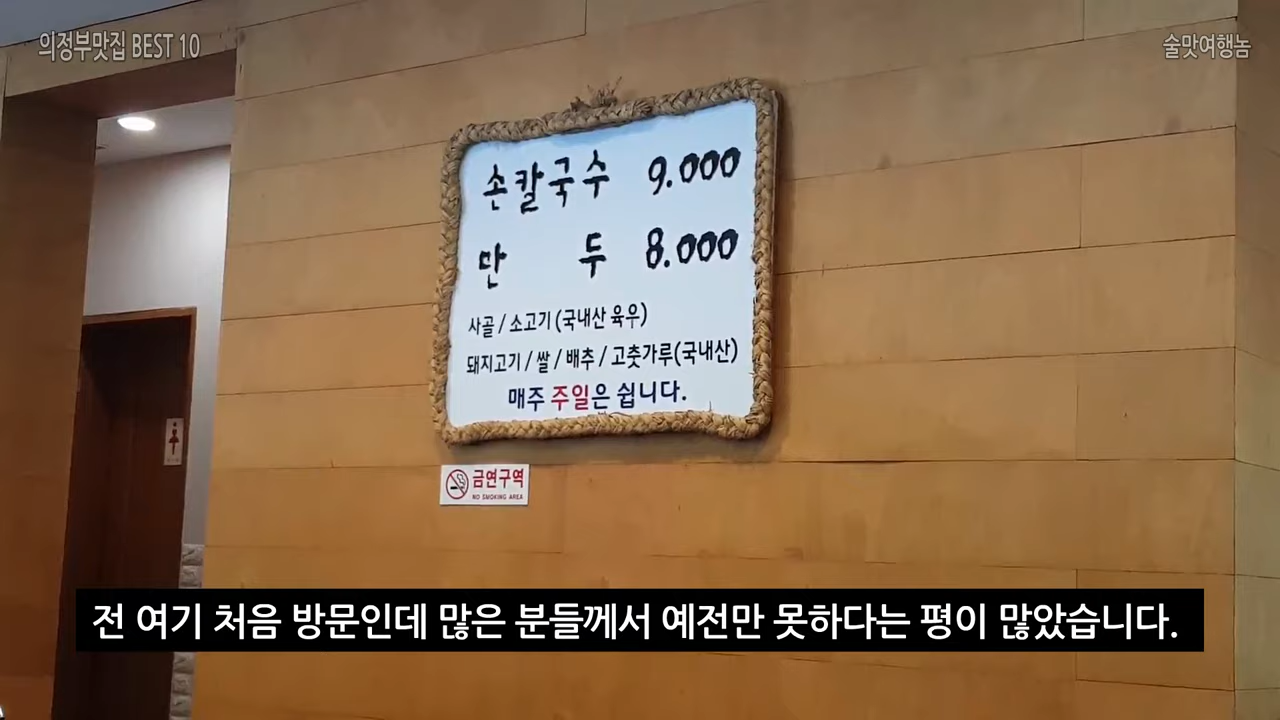 의정부맛집 BEST 10
술맛여행놈
손칼국수 9.000
만 두 8.000
사골 / 소고기 (국내산 육우)
돼지고기 / 쌀 / 배추 / 고춧가루(국내산)
매주 주일은 쉽니다.
금연구역
NO SMOKING AREA
전 여기 처음 방문인데 많은 분들께서 예전만 못하다는 평이 많았습니다.